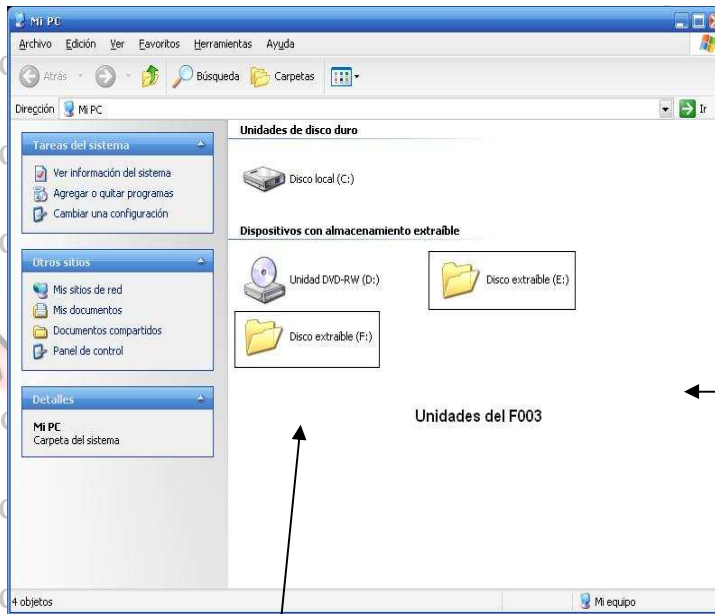 Mi PC
Archivo Edición Ver Favoritos Herramientas Ayuda
Atrás Búsqueda Carpetas
Dirección Mi PC Ir
Tareas del sistema
Ver información del sistema
Agregar o quitar programas
Cambiar una configuración
Otros sitios
Mis sitios de red
Mis documentos
Documentos compartidos
Panel de control
Detalles
Mi PC
Carpeta del sistema
Unidades de disco duro
Disco local (C:)
Dispositivos con almacenamiento extraíble
Unidad DVD-RW (D:) Disco extraíble (E:)
Disco extraíble (F:)
Unidades del F003
4 objetos Mi equipo